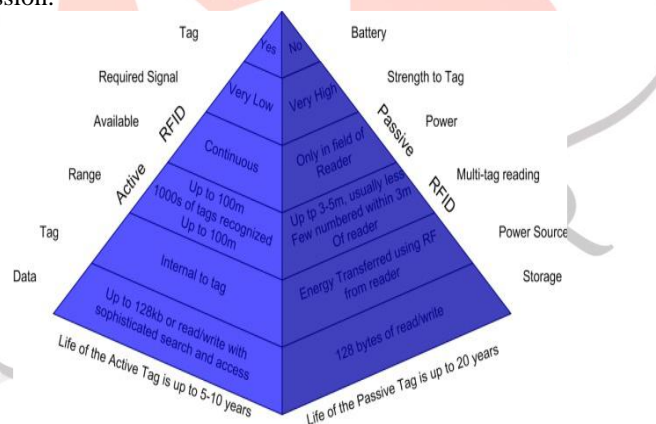 ssion.
Tag Battery
Yes No
Required Signal Strength to Tag
Very Low Very High
Available Power
RFID Passive
Continuous
Only in field of
Reader
Range Multi-tag reading
Active RFID
Up to 100m
1000s of tags recognized
Up to 100m
Up tp 3-5m, usually less
Few numbered within 3m
Of reader
Tag Power Source
Internal to tag
Energy Transferred using RF
from reader
Data Storage
Up to 128kb or read/write with
sophisticated search and access
128 bytes of read/write
Life of the Active Tag is up to 5-10 years
Life of the Passive Tag is up to 20 years